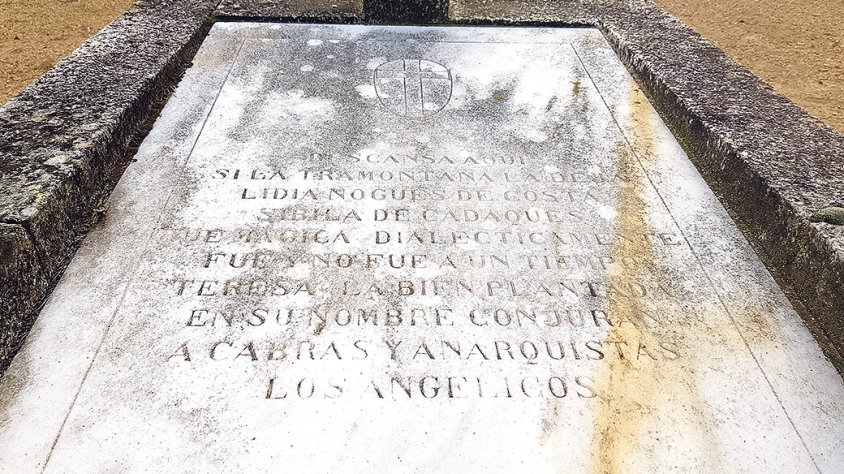 DESCANSA AQUI
SI LA TRAMONTANA LA DEJA
LIDIA NOGUES DE COSTA
SIBILA DE CADAQUES
QUE MAGICA DIALECTICAMENTE
FUE Y NO FUE A UN TIEMPO
TERESA LA BIEN PLANTADA
EN SU NOMBRE CONJURAN
A CABRAS Y ANARQUISTAS
LOS ANGELICOS